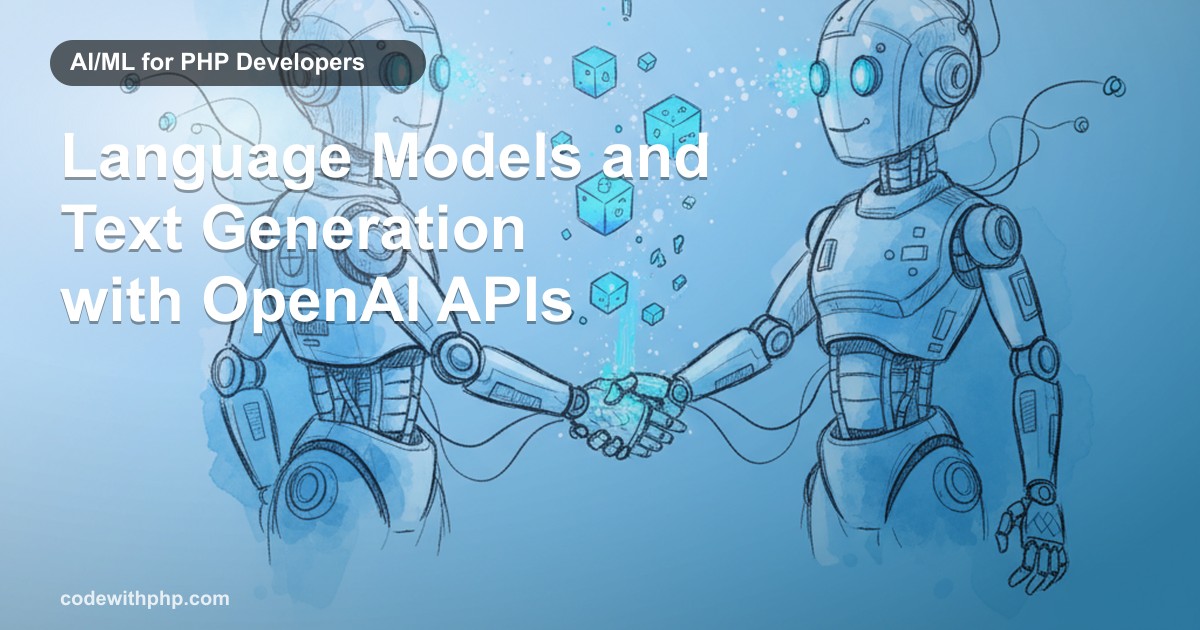 AI/ML for PHP Developers
Language Models and
Text Generation
with OpenAI APIs
codewithphp.com